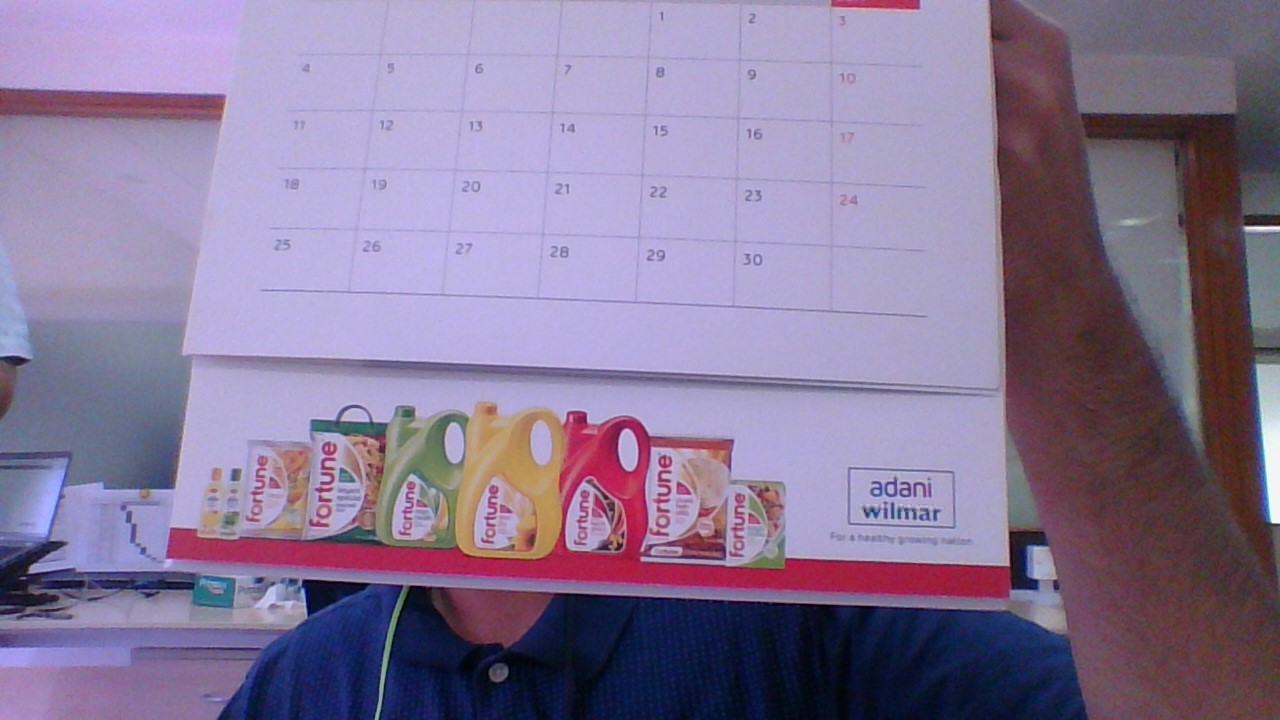 1 2 3
4 5 6 7 8 9 10
11 12 13 14 15 16 17
18 19 20 21 22 23 24
25 26 27 28 29 30
fortune
fortune
fortune
fortune
fortune
fortune
fortune
adani
wilmar
For a healthy growing nation